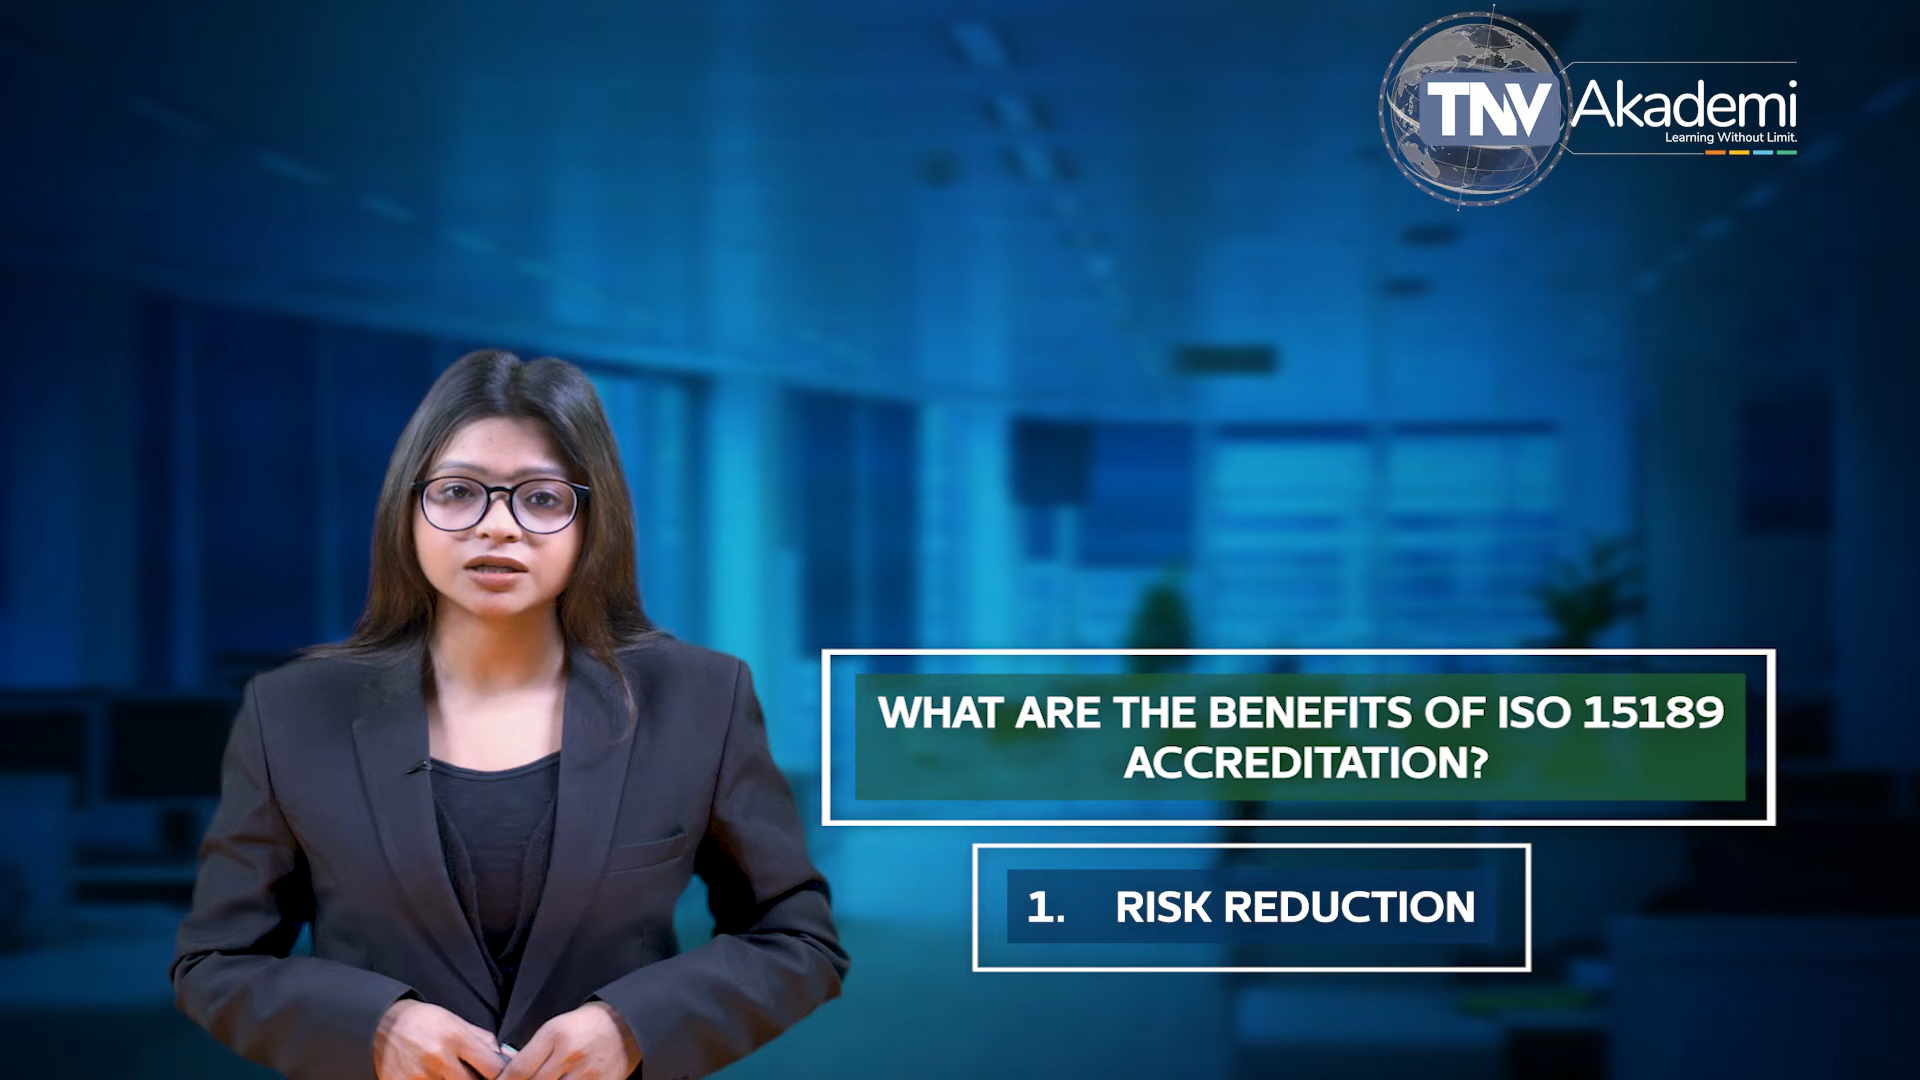 TNV Akademi
Learning Without Limit.
WHAT ARE THE BENEFITS OF ISO 15189
ACCREDITATION?
1. RISK REDUCTION